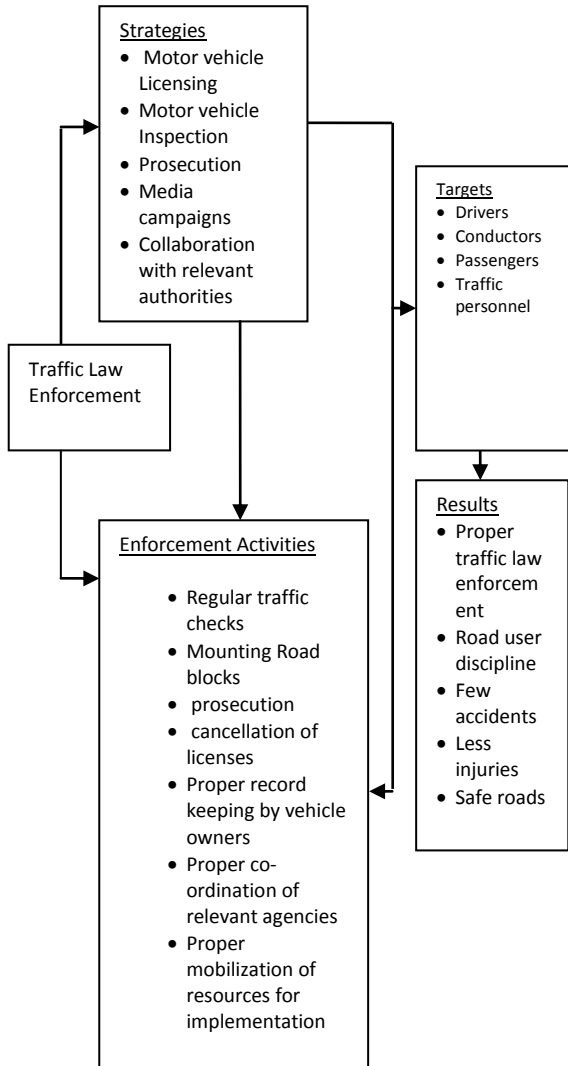 Strategies
• Motor vehicle
Licensing
• Motor vehicle
Inspection
• Prosecution
• Media
campaigns
• Collaboration
with relevant
authorities
Targets
• Drivers
• Conductors
• Passengers
• Traffic
personnel
Traffic Law
Enforcement
Results
• Proper
traffic law
enforcem
ent
• Road user
discipline
• Few
accidents
• Less
injuries
• Safe roads
Enforcement Activities
• Regular traffic
checks
• Mounting Road
blocks
• prosecution
• cancellation of
licenses
• Proper record
keeping by vehicle
owners
• Proper co-
ordination of
relevant agencies
• Proper
mobilization of
resources for
implementation